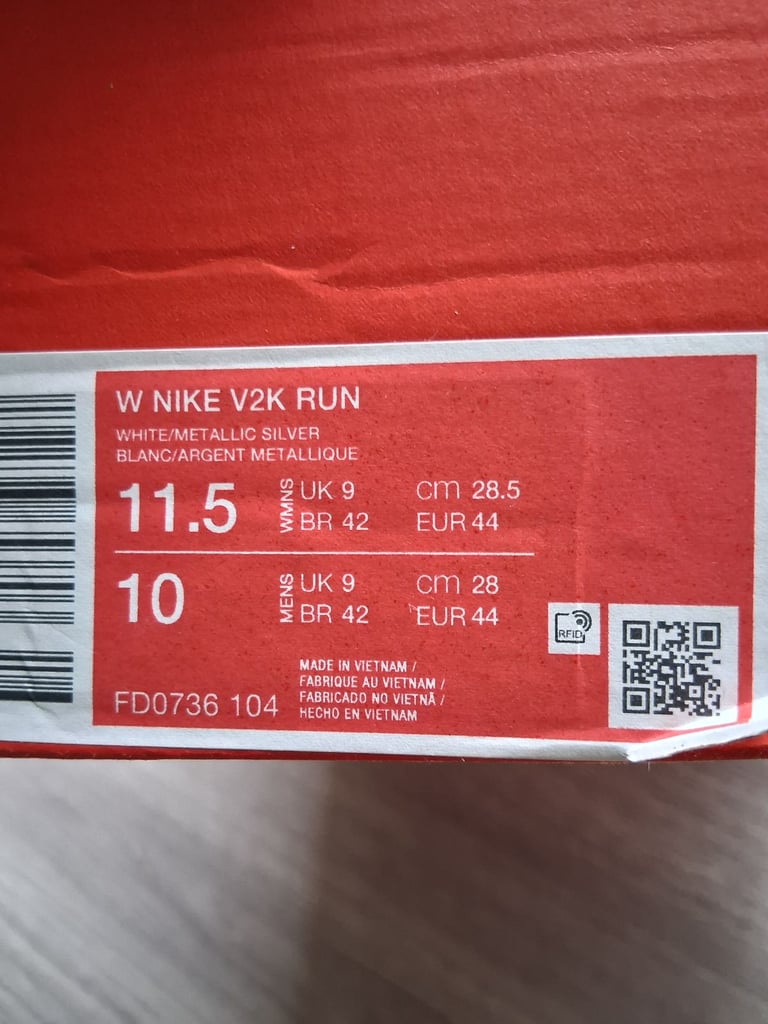 W NIKE V2K RUN
WHITE/METALLIC SILVER
BLANC/ARGENT METALLIQUE
11.5 WMNS UK 9 cm 28.5
BR 42 EUR 44
10 MENS UK 9 cm 28
BR 42 EUR 44
RFID
MADE IN VIETNAM /
FABRIQUE AU VIETNAM /
FABRICADO NO VIETNÃ /
HECHO EN VIETNAM
FD0736 104